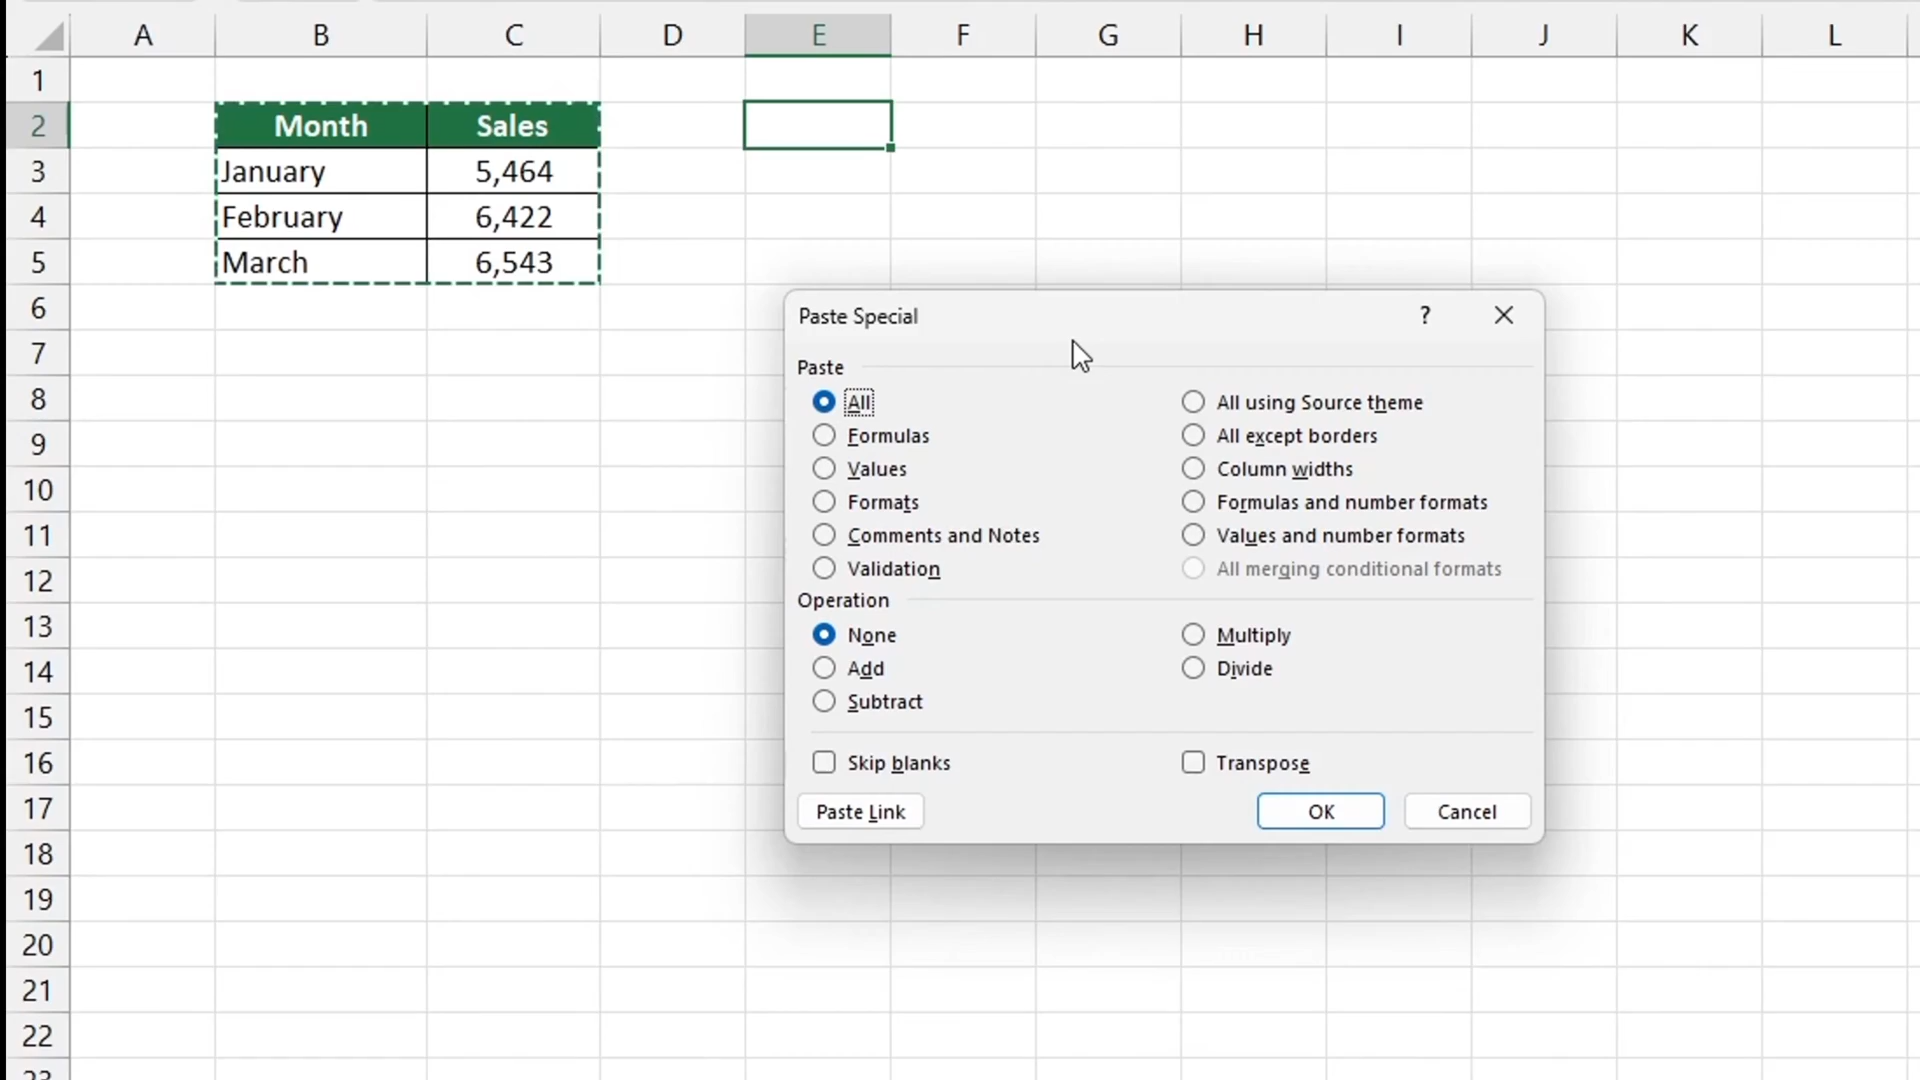 A B C D E F G H I J K L
1
2 Month Sales
3 January 5,464
4 February 6,422
5 March 6,543
6
7
8
9
10
11
12
13
14
15
16
17
18
19
20
21
22
23
Paste Special ? ×
Paste
All All using Source theme
Formulas All except borders
Values Column widths
Formats Formulas and number formats
Comments and Notes Values and number formats
Validation All merging conditional formats
Operation
None Multiply
Add Divide
Subtract
Skip blanks Transpose
Paste Link OK Cancel